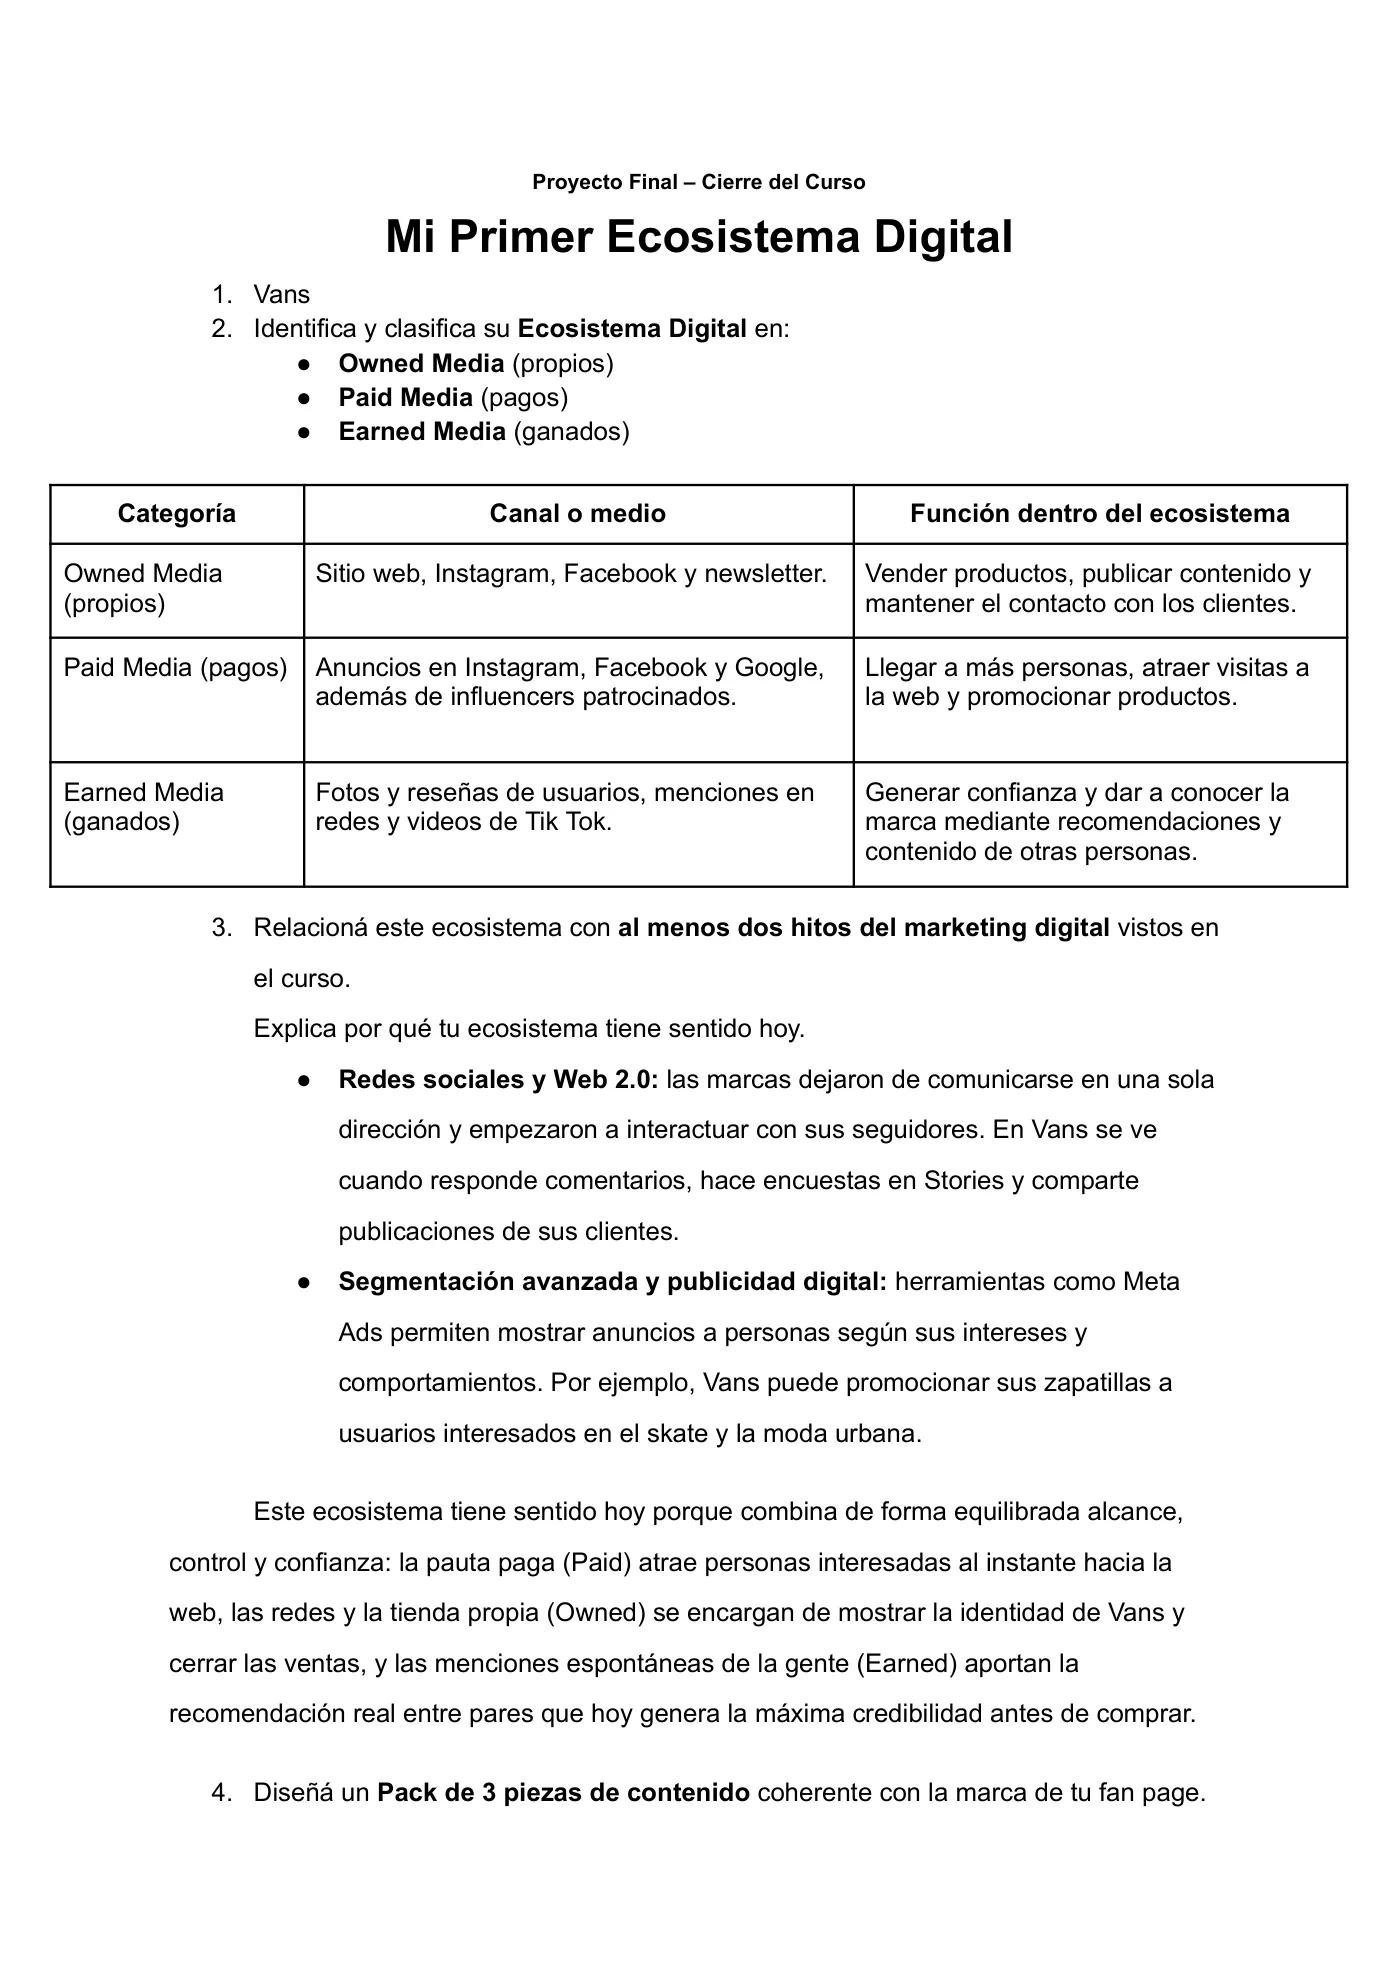 Proyecto Final – Cierre del Curso
Mi Primer Ecosistema Digital
1. Vans
2. Identifica y clasifica su Ecosistema Digital en:
● Owned Media (propios)
● Paid Media (pagos)
● Earned Media (ganados)
Categoría Canal o medio Función dentro del ecosistema
Owned Media Sitio web, Instagram, Facebook y newsletter. Vender productos, publicar contenido y
(propios) mantener el contacto con los clientes.
Paid Media (pagos) Anuncios en Instagram, Facebook y Google, Llegar a más personas, atraer visitas a
además de influencers patrocinados. la web y promocionar productos.
Earned Media Fotos y reseñas de usuarios, menciones en Generar confianza y dar a conocer la
(ganados) redes y videos de Tik Tok. marca mediante recomendaciones y
contenido de otras personas.
3. Relacioná este ecosistema con al menos dos hitos del marketing digital vistos en
el curso.
Explica por qué tu ecosistema tiene sentido hoy.
● Redes sociales y Web 2.0: las marcas dejaron de comunicarse en una sola
dirección y empezaron a interactuar con sus seguidores. En Vans se ve
cuando responde comentarios, hace encuestas en Stories y comparte
publicaciones de sus clientes.
● Segmentación avanzada y publicidad digital: herramientas como Meta
Ads permiten mostrar anuncios a personas según sus intereses y
comportamientos. Por ejemplo, Vans puede promocionar sus zapatillas a
usuarios interesados en el skate y la moda urbana.
Este ecosistema tiene sentido hoy porque combina de forma equilibrada alcance,
control y confianza: la pauta paga (Paid) atrae personas interesadas al instante hacia la
web, las redes y la tienda propia (Owned) se encargan de mostrar la identidad de Vans y
cerrar las ventas, y las menciones espontáneas de la gente (Earned) aportan la
recomendación real entre pares que hoy genera la máxima credibilidad antes de comprar.
4. Diseñá un Pack de 3 piezas de contenido coherente con la marca de tu fan page.